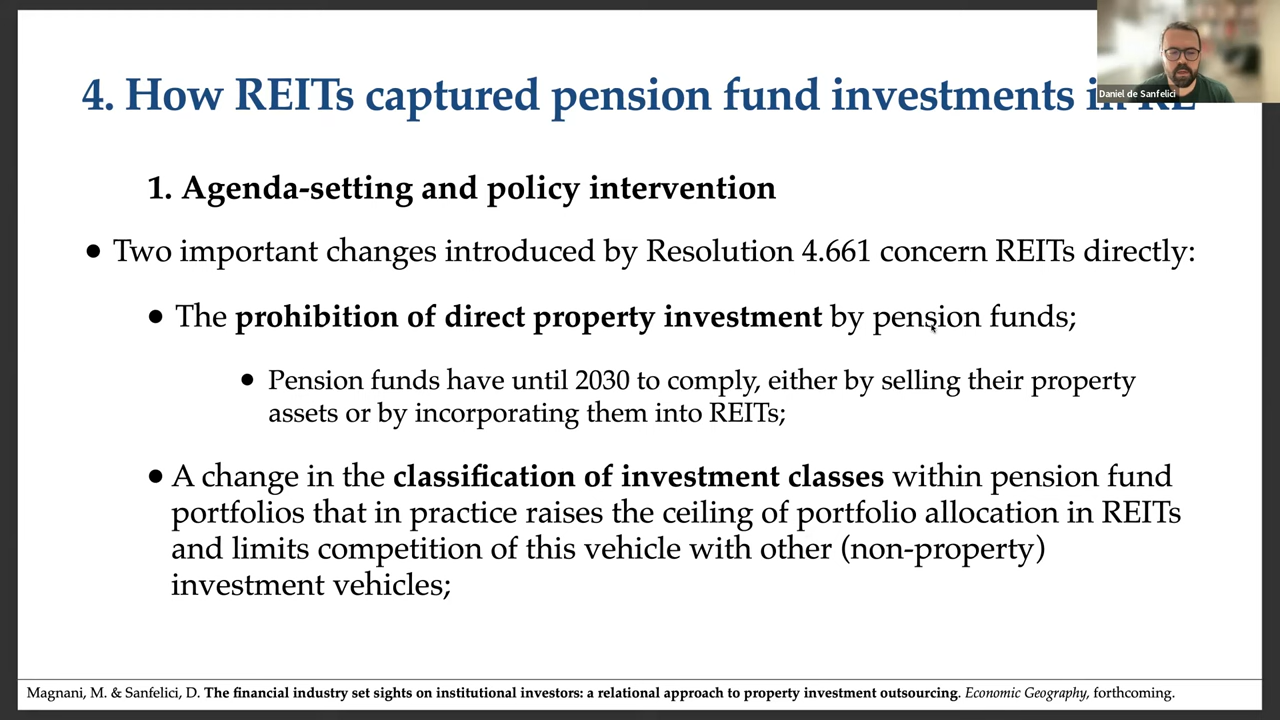 4. How REITs captured pension fund investments in RE
Daniel de Sanfelici
1. Agenda-setting and policy intervention
• Two important changes introduced by Resolution 4.661 concern REITs directly:
• The prohibition of direct property investment by pension funds;
• Pension funds have until 2030 to comply, either by selling their property
assets or by incorporating them into REITs;
• A change in the classification of investment classes within pension fund
portfolios that in practice raises the ceiling of portfolio allocation in REITs
and limits competition of this vehicle with other (non-property)
investment vehicles;
Magnani, M. & Sanfelici, D. The financial industry set sights on institutional investors: a relational approach to property investment outsourcing. Economic Geography, forthcoming.